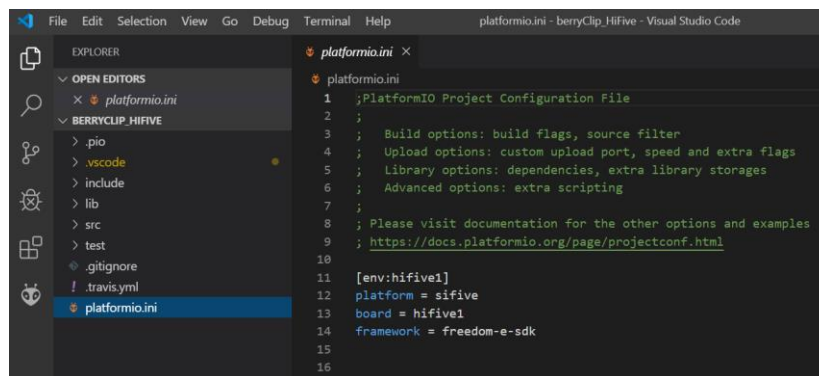 File Edit Selection View Go Debug Terminal Help platformio.ini - berryClip_HiFive - Visual Studio Code
EXPLORER
OPEN EDITORS
platformio.ini
BERRYCLIP_HIFIVE
.pio
.vscode
include
lib
src
test
.gitignore
.travis.yml
platformio.ini
platformio.ini
platformio.ini
1 ;PlatformIO Project Configuration File
2 ;
3 ;   Build options: build flags, source filter
4 ;   Upload options: custom upload port, speed and extra flags
5 ;   Library options: dependencies, extra library storages
6 ;   Advanced options: extra scripting
7 ;
8 ; Please visit documentation for the other options and examples
9 ; https://docs.platformio.org/page/projectconf.html
10
11 [env:hifive1]
12 platform = sifive
13 board = hifive1
14 framework = freedom-e-sdk
15
16